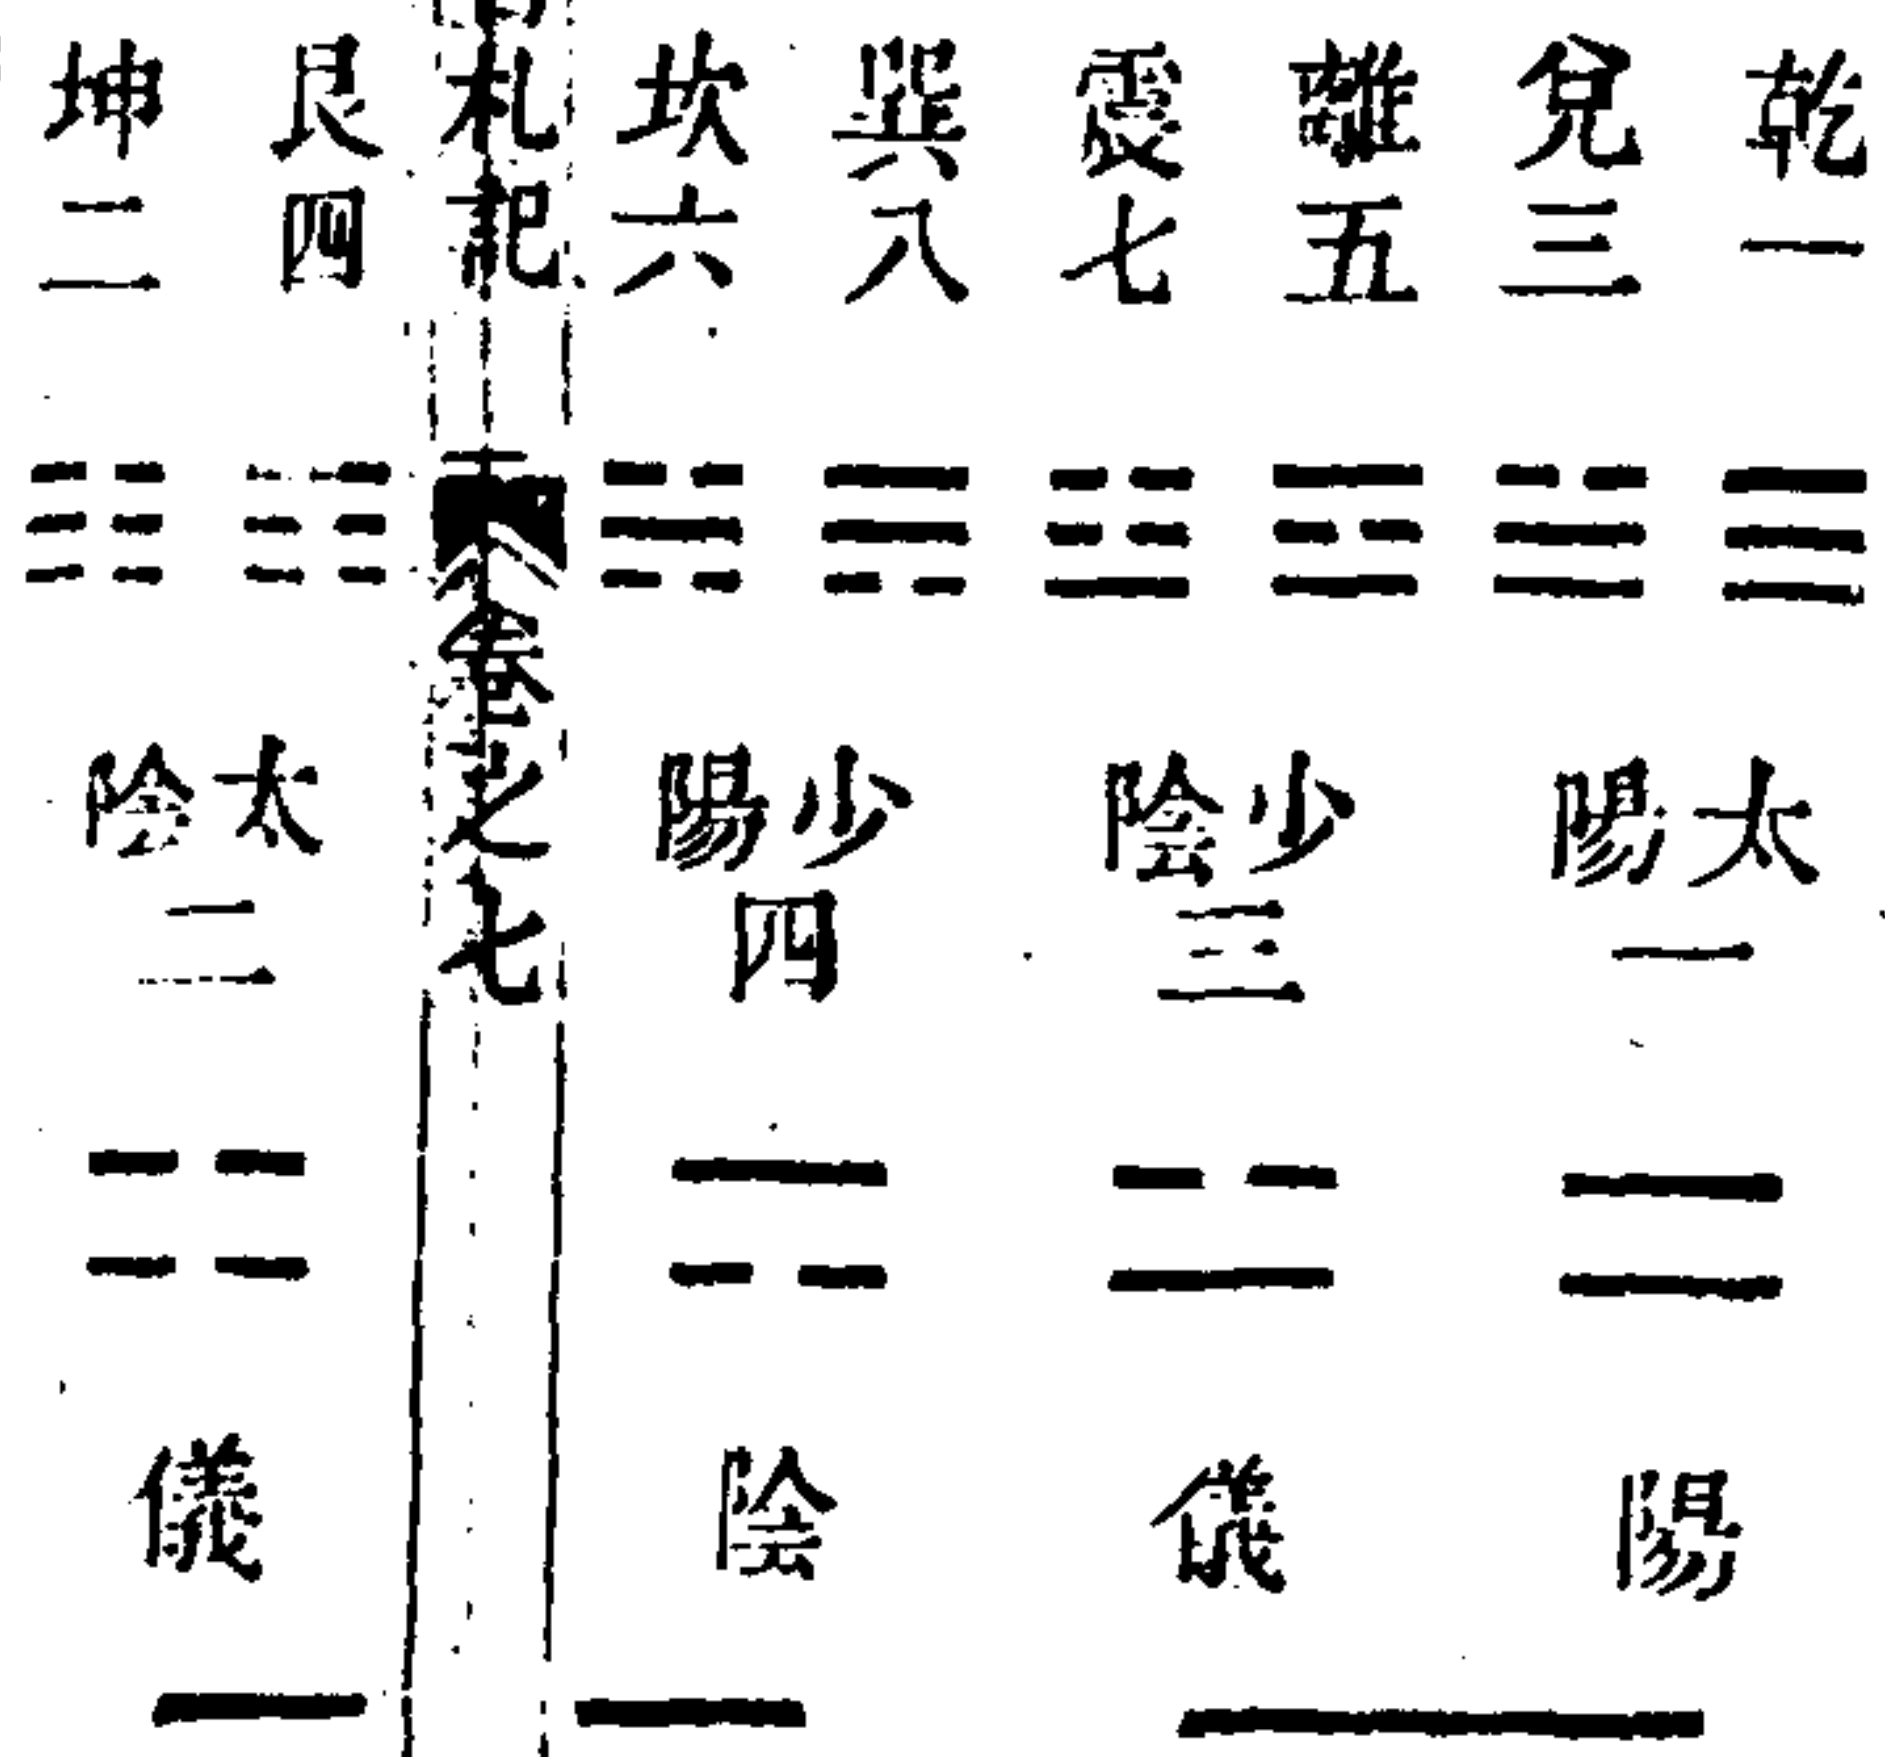 乾一
兌三
離五
震七
巽八
坎六
艮四
坤二
太陽一
少陰三
少陽四
太陰二
陽儀
陰儀
札記
卷之七